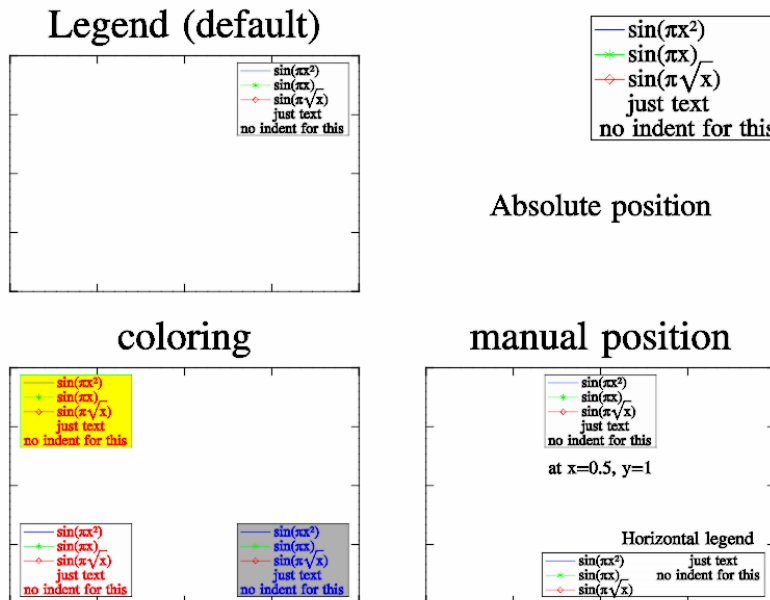 Legend (default)
sin(πx²)
sin(πx)
sin(π√x)
just text
no indent for this
sin(πx²)
sin(πx)
sin(π√x)
just text
no indent for this
Absolute position
coloring
sin(πx²)
sin(πx)
sin(π√x)
just text
no indent for this
sin(πx²)
sin(πx)
sin(π√x)
just text
no indent for this
sin(πx²)
sin(πx)
sin(π√x)
just text
no indent for this
manual position
sin(πx²)
sin(πx)
sin(π√x)
just text
no indent for this
at x=0.5, y=1
Horizontal legend
sin(πx²) just text
sin(πx) no indent for this
sin(π√x)